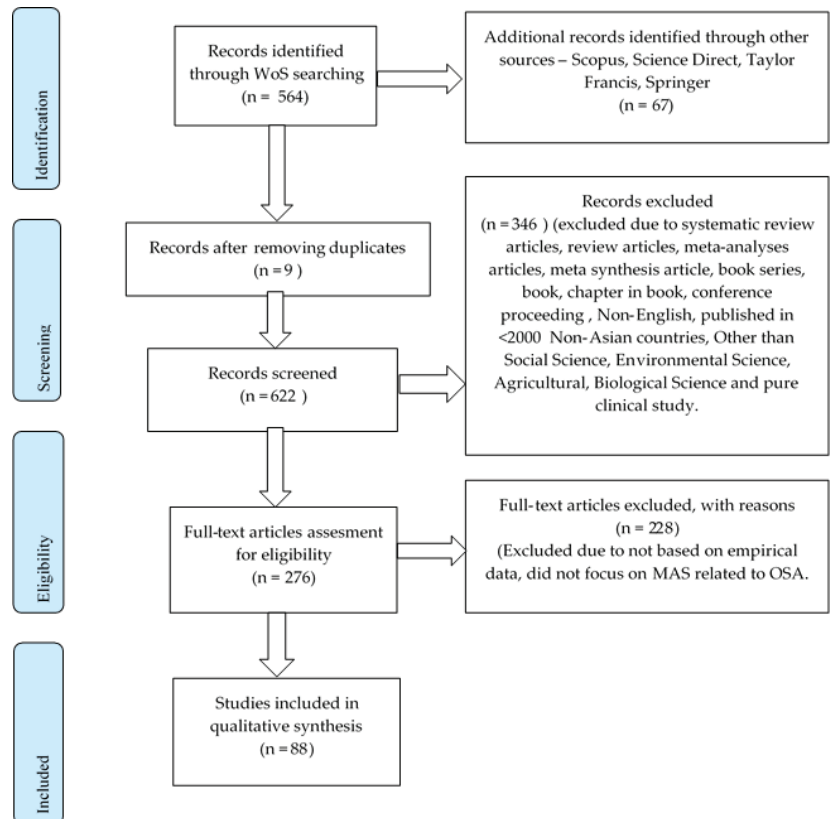 Identification
Records identified
through WoS searching
(n = 564)
Additional records identified through other
sources – Scopus, Science Direct, Taylor
Francis, Springer
(n = 67)
Screening
Records after removing duplicates
(n = 9 )
Records excluded
(n = 346 ) (excluded due to systematic review
articles, review articles, meta-analyses
articles, meta synthesis article, book series,
book, chapter in book, conference
proceeding , Non-English, published in
<2000 Non-Asian countries, Other than
Social Science, Environmental Science,
Agricultural, Biological Science and pure
clinical study.
Records screened
(n = 622 )
Eligibility
Full-text articles assesment
for eligibility
(n = 276)
Full-text articles excluded, with reasons
(n = 228)
(Excluded due to not based on empirical
data, did not focus on MAS related to OSA.
Included
Studies included in
qualitative synthesis
(n = 88)